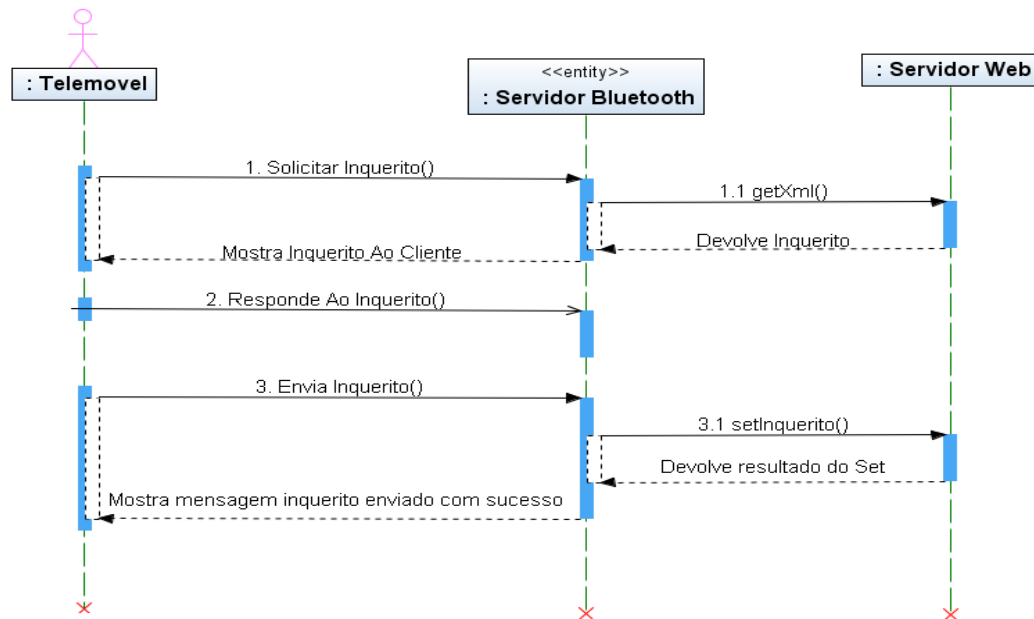 : Telemovel
<<entity>>
: Servidor Bluetooth
: Servidor Web
1. Solicitar Inquerito()
1.1 getXml()
Devolve Inquerito
Mostra Inquerito Ao Cliente
2. Responde Ao Inquerito()
3. Envia Inquerito()
3.1 setInquerito()
Devolve resultado do Set
Mostra mensagem inquerito enviado com sucesso